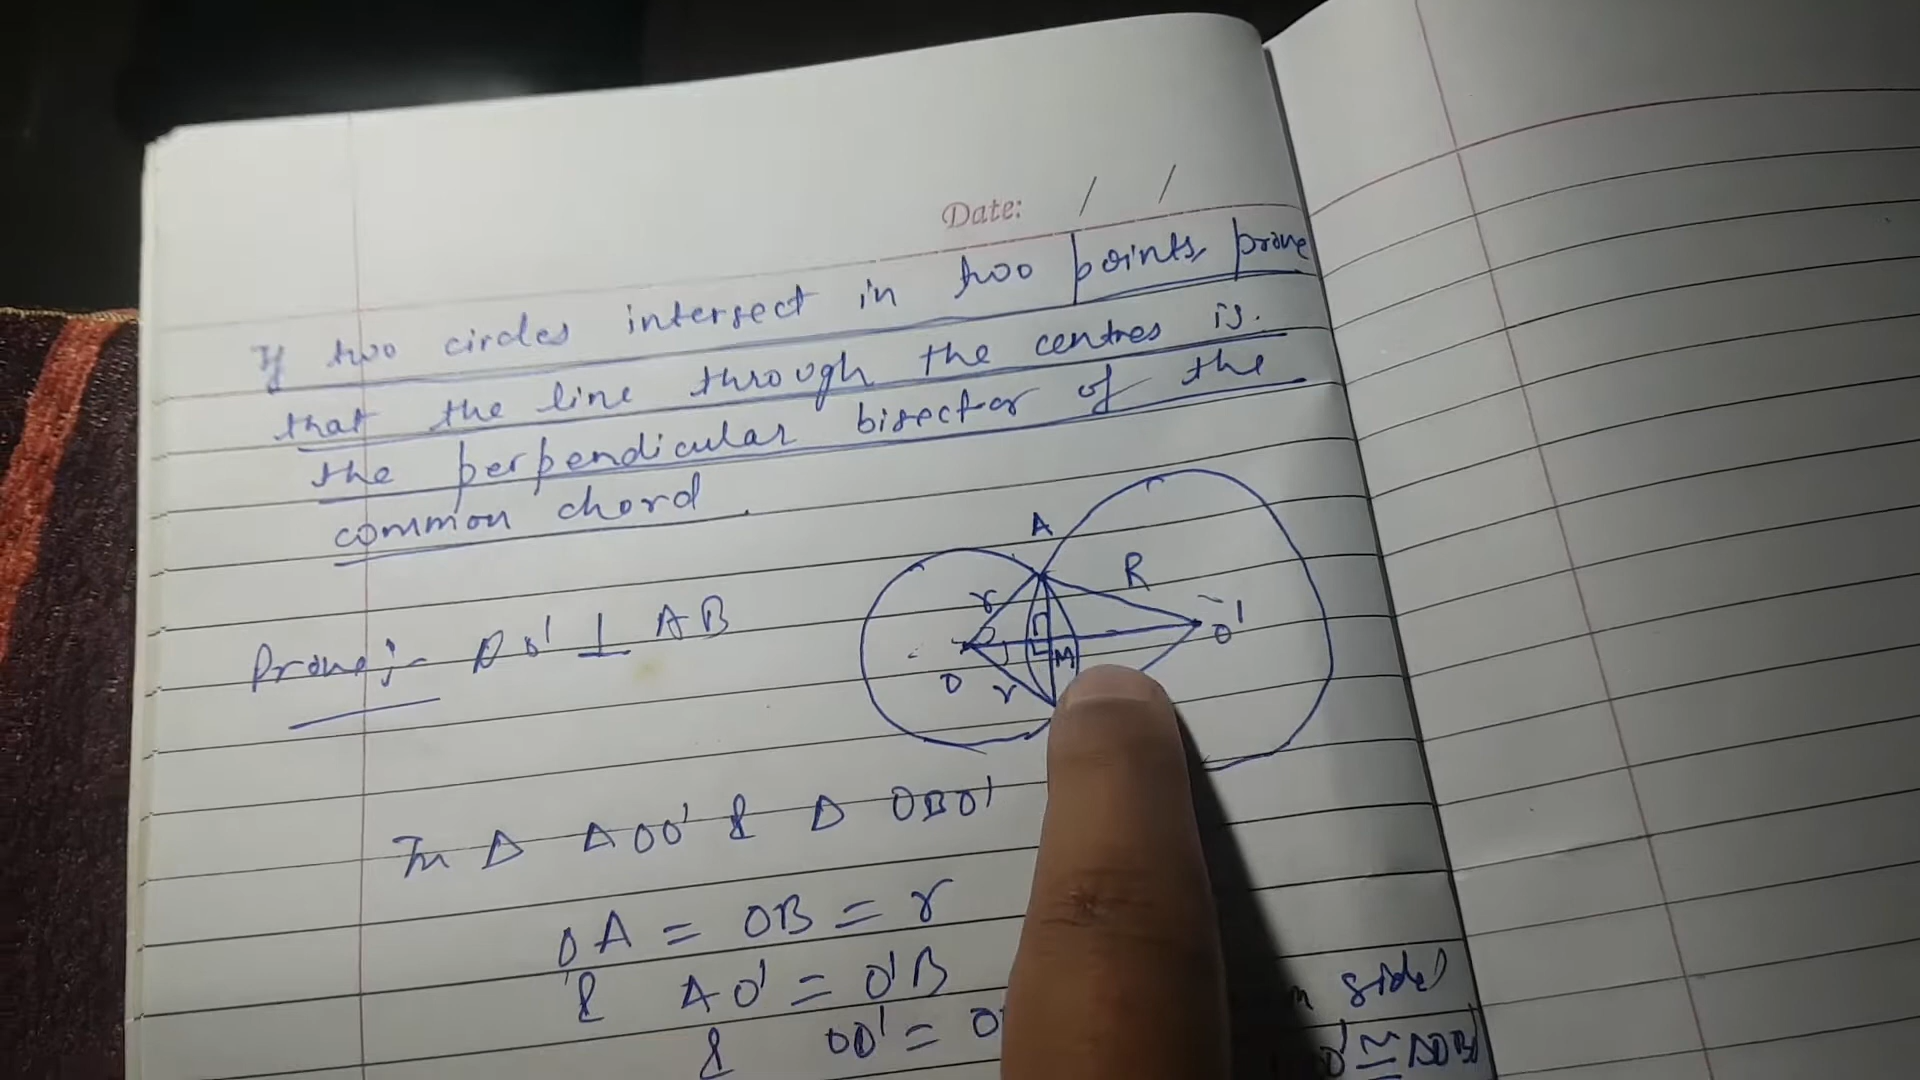 Date: / /
If two circles intersect in two points, prove
that the line through the centres is.
the perpendicular bisector of the
common chord.
A
R
r
O'
M
O
r
Prove:- OO' ⊥ AB
In Δ AOO' & Δ OBO'
OA = OB = r
& AO' = O'B
& OO' = side